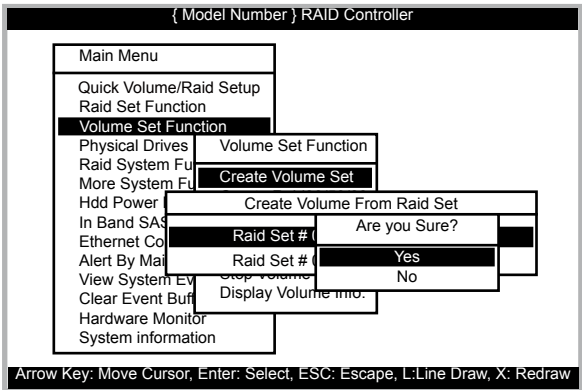 { Model Number } RAID Controller
Main Menu
Quick Volume/Raid Setup
Raid Set Function
Volume Set Function
Physical Drives
Raid System Fu
More System Fu
Hdd Power
In Band SAS
Ethernet Co
Alert By Mai
View System Ev
Clear Event Buff
Hardware Monitor
System information
Volume Set Function
Create Volume Set
Stop Volume
Display Volume Info.
Create Volume From Raid Set
Raid Set #
Raid Set #
Are you Sure?
Yes
No
Arrow Key: Move Cursor, Enter: Select, ESC: Escape, L:Line Draw, X: Redraw